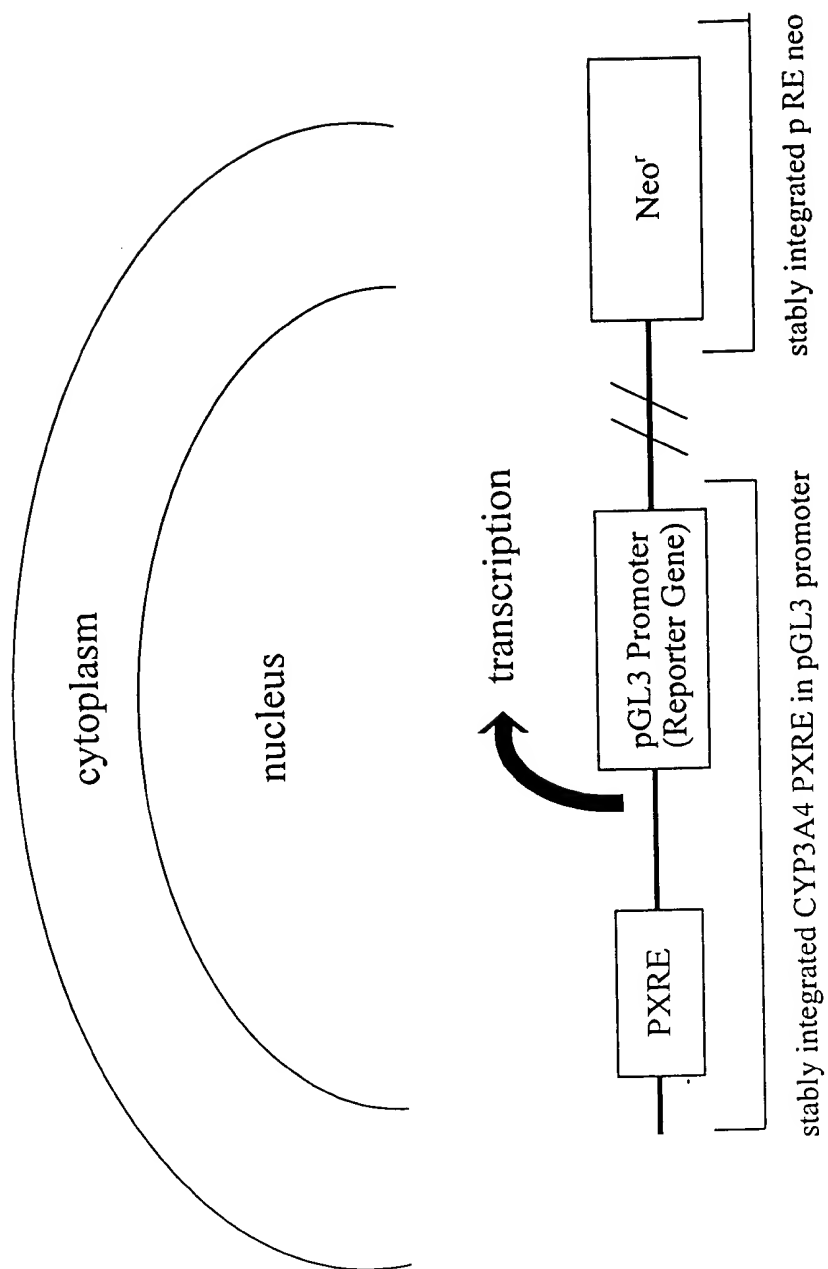 cytoplasm
nucleus
transcription
PXRE
pGL3 Promoter
(Reporter Gene)
Neoʳ
stably integrated CYP3A4 PXRE in pGL3 promoter
stably integrated p RE neo